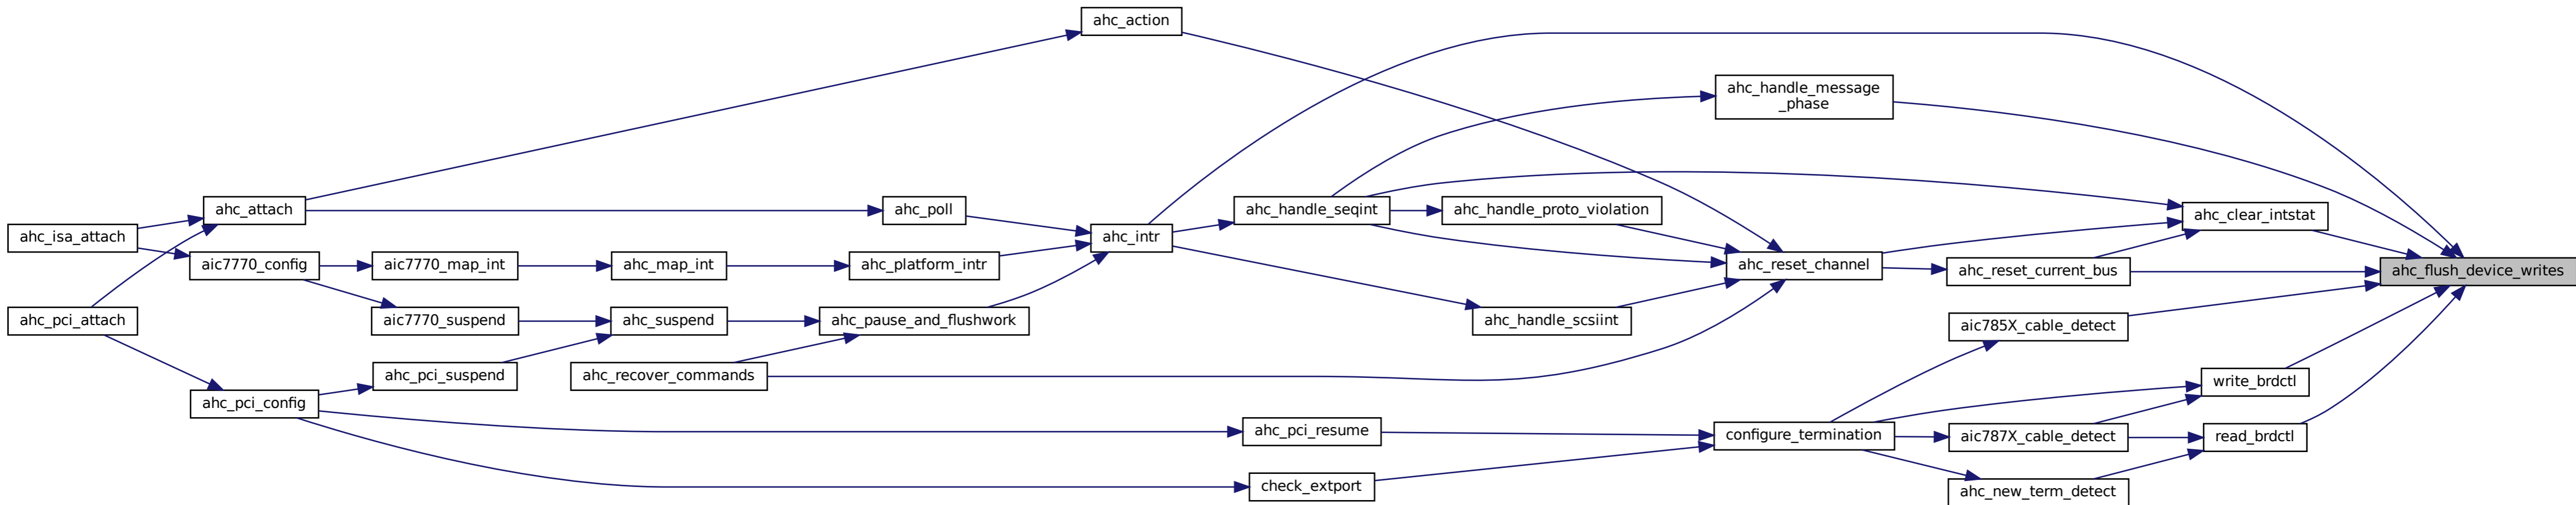 ahc_action
ahc_handle_message
_phase
ahc_attach
ahc_poll
ahc_handle_seqint
ahc_handle_proto_violation
ahc_clear_intstat
ahc_isa_attach
ahc_intr
aic7770_config
aic7770_map_int
ahc_map_int
ahc_platform_intr
ahc_reset_channel
ahc_reset_current_bus
ahc_flush_device_writes
ahc_pci_attach
aic7770_suspend
ahc_suspend
ahc_pause_and_flushwork
ahc_handle_scsiint
aic785X_cable_detect
ahc_pci_suspend
ahc_recover_commands
write_brdctl
ahc_pci_config
ahc_pci_resume
configure_termination
aic787X_cable_detect
read_brdctl
check_extport
ahc_new_term_detect